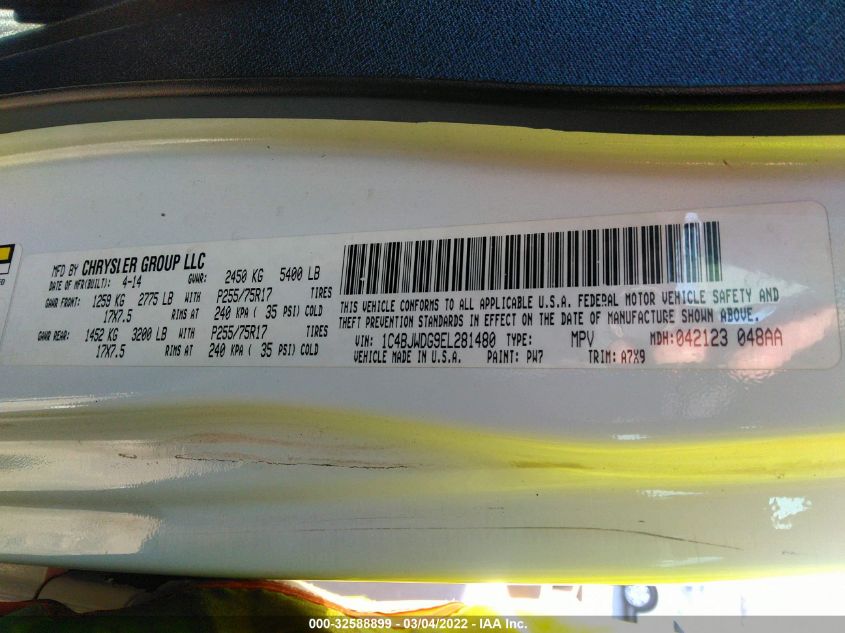 MFD BY CHRYSLER GROUP LLC
DATE OF MFR(BUILT): 4-14 GVWR: 2450 KG 5400 LB
GAWR FRONT: 1259 KG 2775 LB WITH P255/75R17 TIRES
17X7.5 RIMS AT 240 KPA ( 35 PSI) COLD
GAWR REAR: 1452 KG 3200 LB WITH P255/75R17 TIRES
17X7.5 RIMS AT 240 KPA ( 35 PSI) COLD
THIS VEHICLE CONFORMS TO ALL APPLICABLE U.S.A. FEDERAL MOTOR VEHICLE SAFETY AND
THEFT PREVENTION STANDARDS IN EFFECT ON THE DATE OF MANUFACTURE SHOWN ABOVE.
VIN: 1C4BJWDG9EL281480 TYPE: MPV MDH:042123 048AA
VEHICLE MADE IN U.S.A. PAINT: PW7 TRIM: A7X9
000-32588899 - 03/04/2022 - IAA Inc.